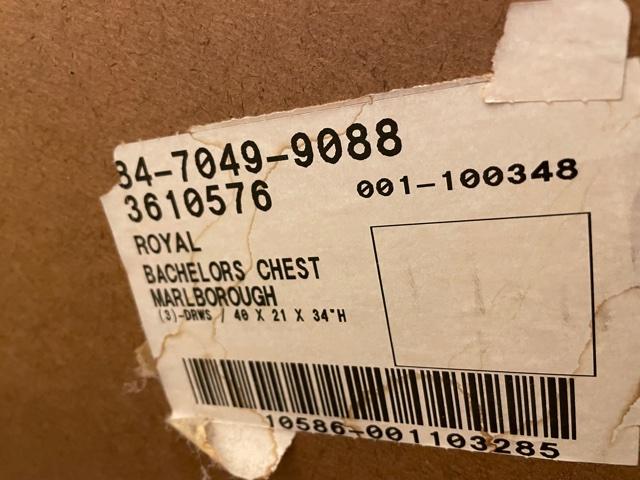 84-7049-9088
3610576 001-100348
ROYAL
BACHELORS CHEST
MARLBOROUGH
(3)-DRWS / 40 X 21 X 34"H
10586-001103285